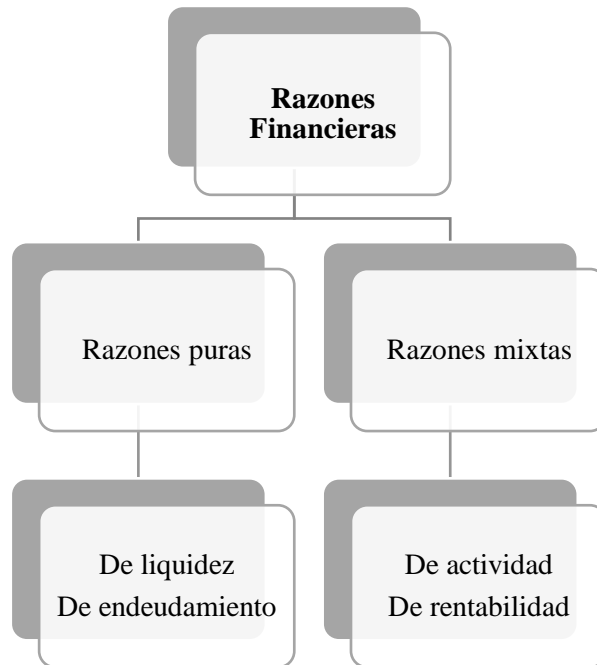 Razones
Financieras
Razones puras
Razones mixtas
De liquidez
De endeudamiento
De actividad
De rentabilidad